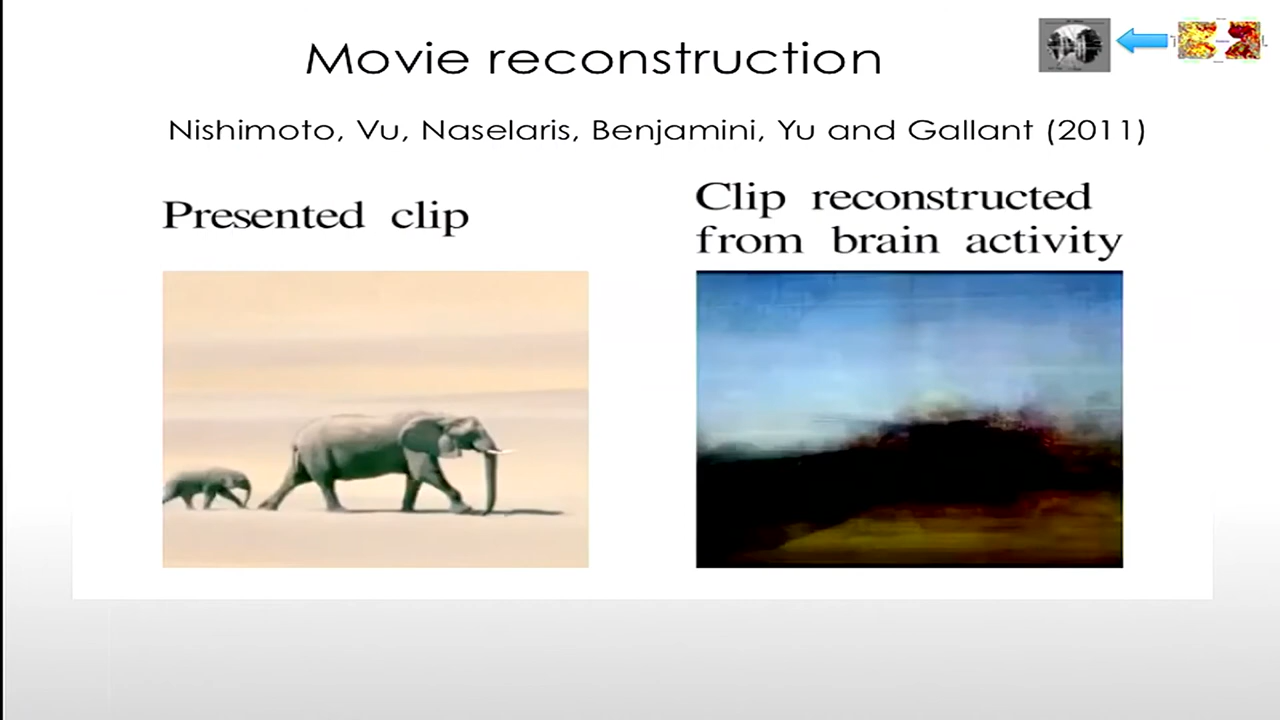 Movie reconstruction
Nishimoto, Vu, Naselaris, Benjamini, Yu and Gallant (2011)
Presented clip
Clip reconstructed
from brain activity